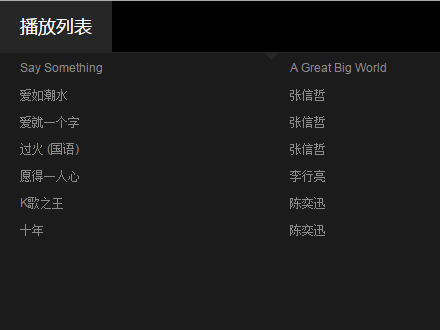 播放列表
Say Something A Great Big World
爱如潮水 张信哲
爱就一个字 张信哲
过火 (国语) 张信哲
愿得一人心 李行亮
K歌之王 陈奕迅
十年 陈奕迅